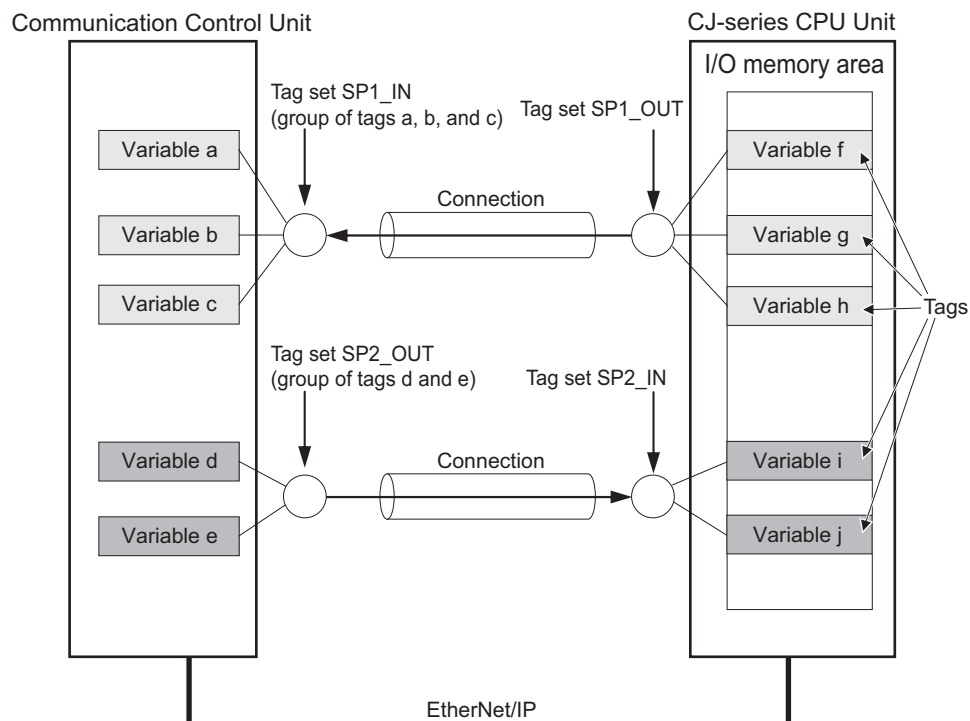 Communication Control Unit
CJ-series CPU Unit
I/O memory area
Tag set SP1_IN
(group of tags a, b, and c)
Tag set SP1_OUT
Variable a
Variable b
Variable c
Connection
Variable f
Variable g
Variable h
Tags
Tag set SP2_OUT
(group of tags d and e)
Tag set SP2_IN
Variable d
Variable e
Connection
Variable i
Variable j
EtherNet/IP